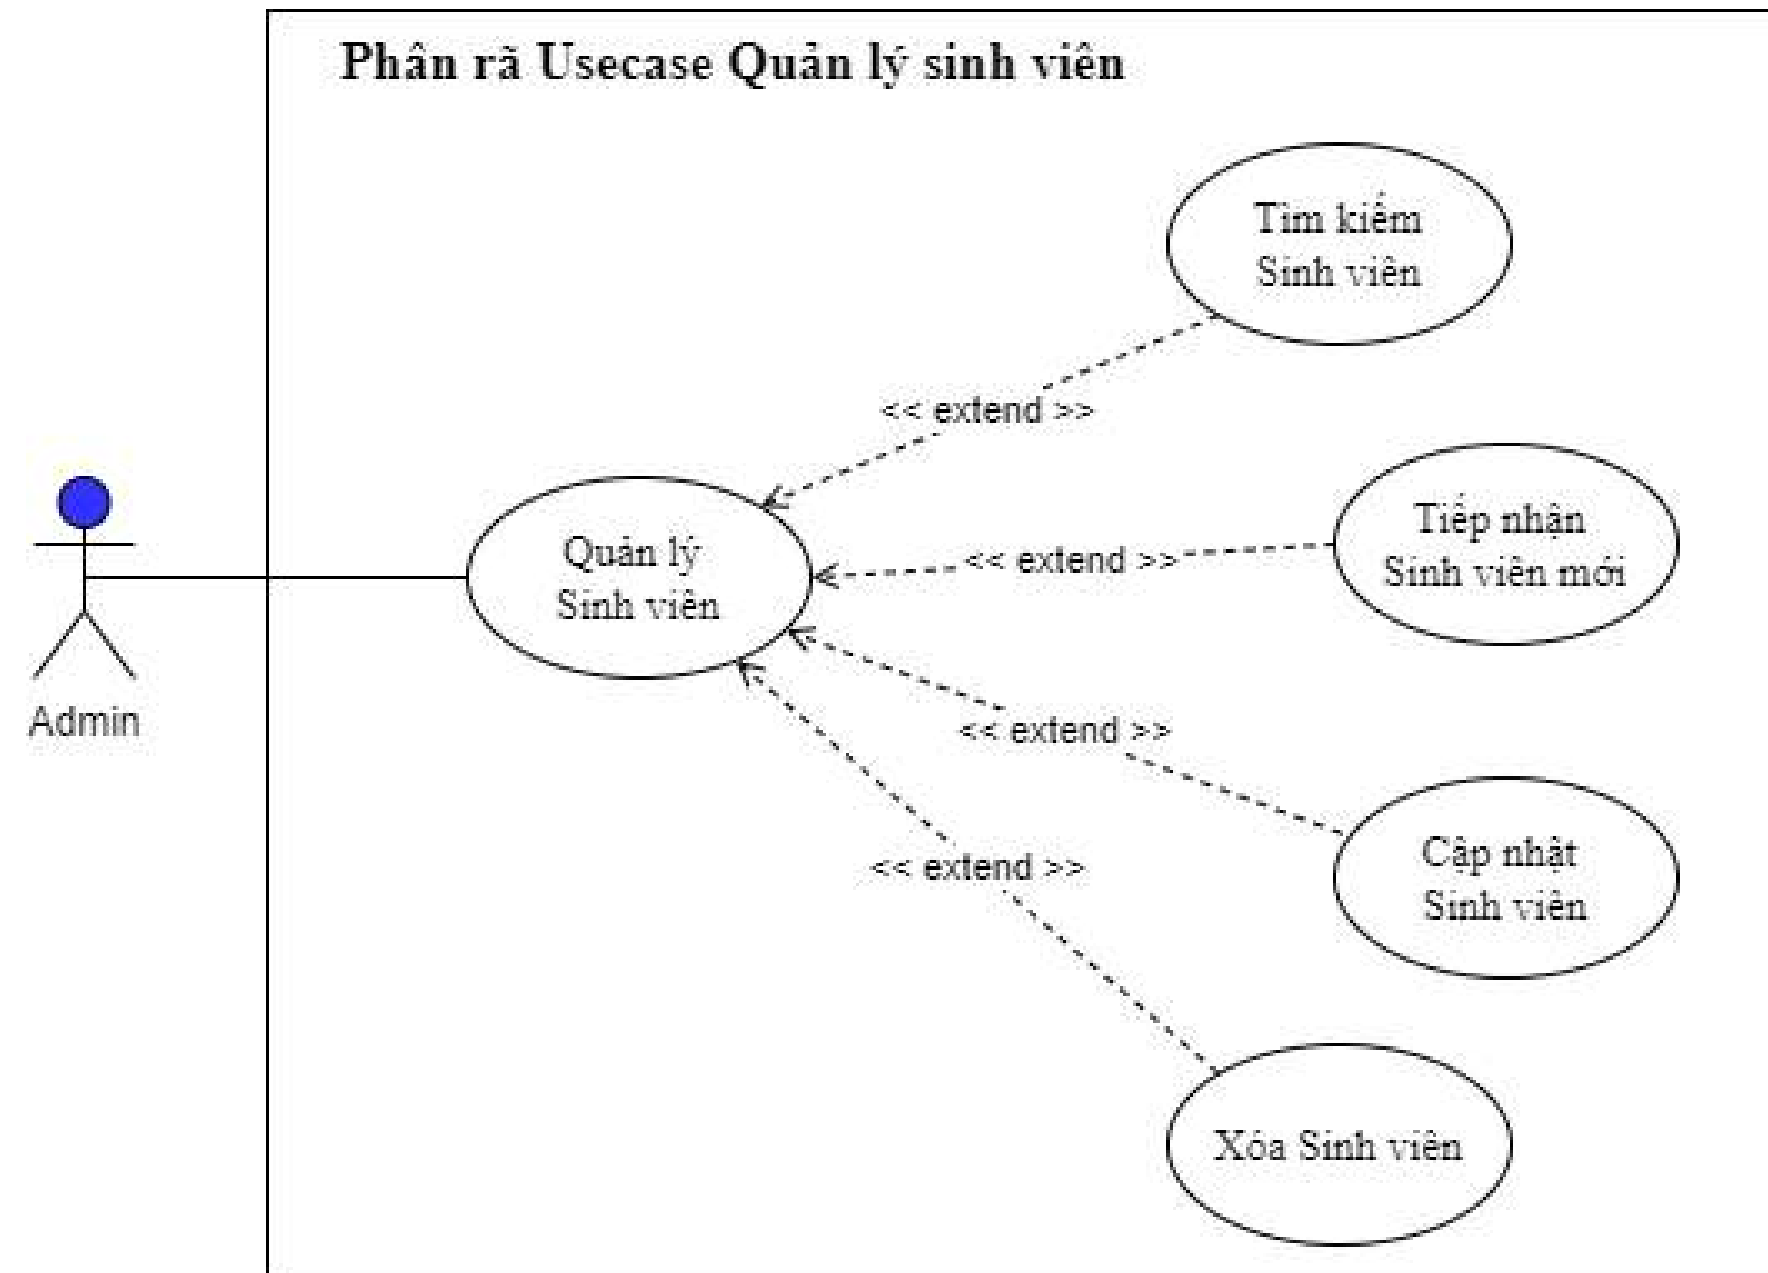 Phân rã Usecase Quản lý sinh viên
Tìm kiếm
Sinh viên
<< extend >>
Tiếp nhận
Sinh viên mới
<< extend >>
Quản lý
Sinh viên
Admin
<< extend >>
Cập nhật
Sinh viên
<< extend >>
Xóa Sinh viên